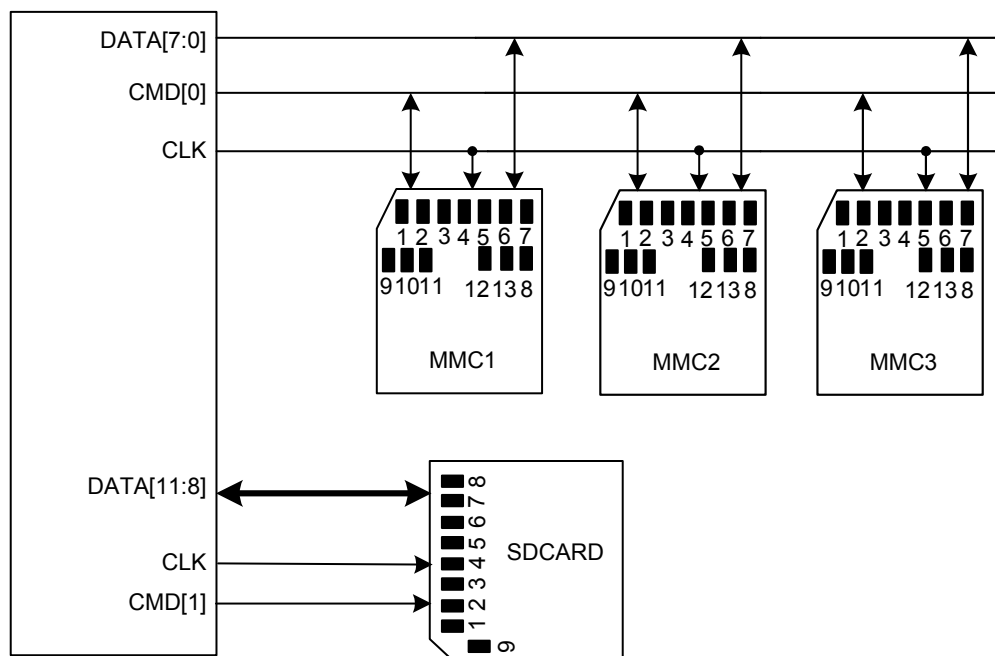 DATA[7:0]
CMD[0]
CLK
1 2 3 4 5 6 7
9 10 11 12 13 8
MMC1
1 2 3 4 5 6 7
9 10 11 12 13 8
MMC2
1 2 3 4 5 6 7
9 10 11 12 13 8
MMC3
DATA[11:8]
CLK
CMD[1]
8
7
6
5
4
3
2
1
9
SDCARD